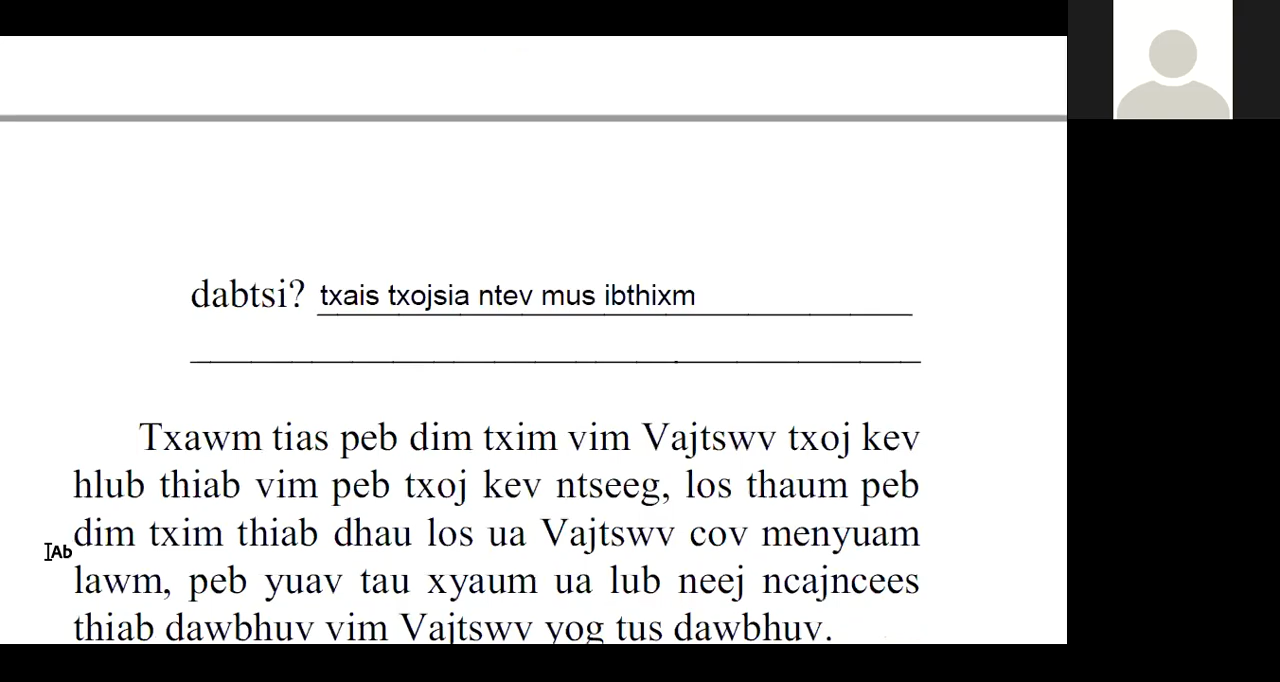 dabtsi? txais txojsia ntev mus ibthixm
Txawm tias peb dim txim vim Vajtswv txoj kev
hlub thiab vim peb txoj kev ntseeg, los thaum peb
dim txim thiab dhau los ua Vajtswv cov menyuam
Ab
lawm, peb yuav tau xyaum ua lub neej ncajncees
thiab dawbhuv vim Vajtswv yog tus dawbhuv.